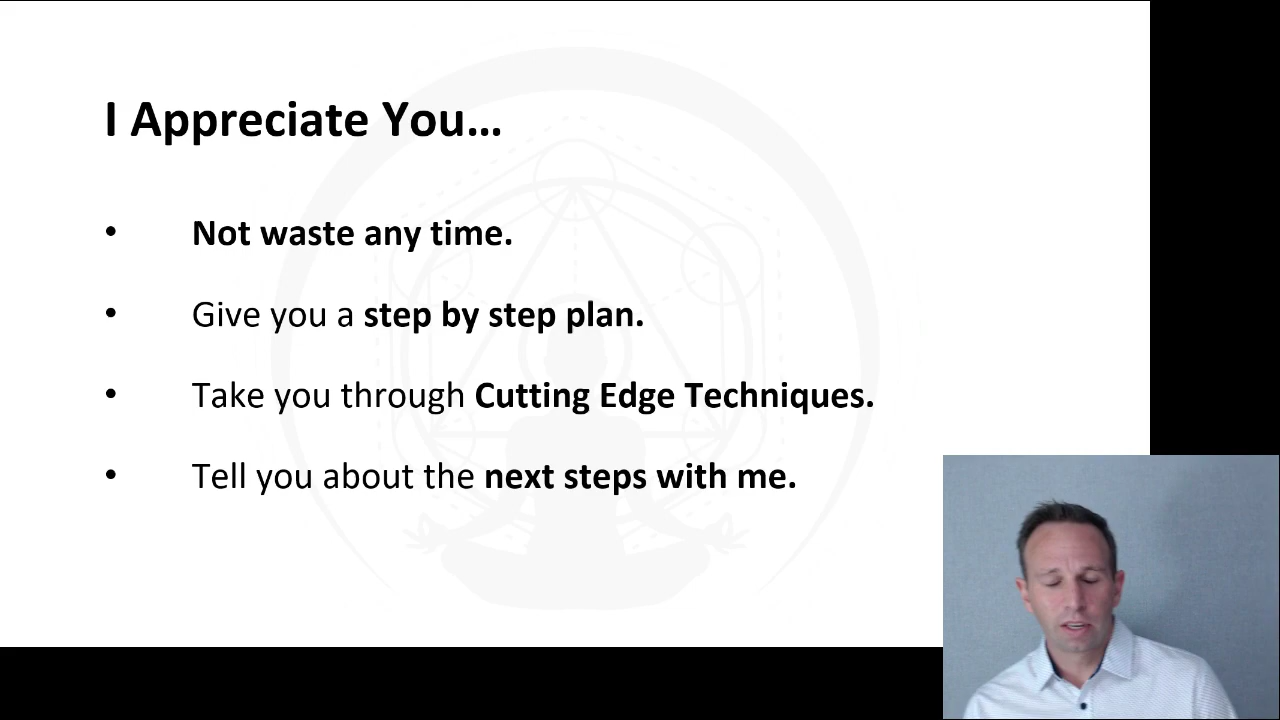 I Appreciate You...
• Not waste any time.
• Give you a step by step plan.
• Take you through Cutting Edge Techniques.
• Tell you about the next steps with me.